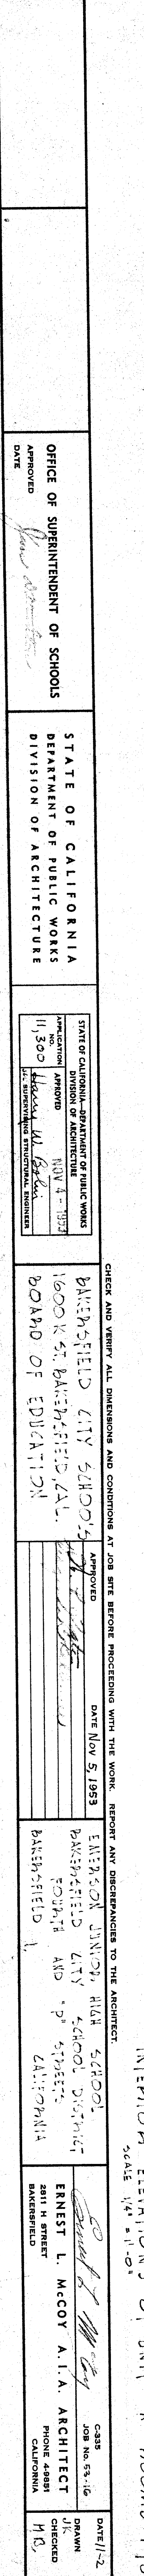 SCALE 1/4" = 1'-0"
CHECK AND VERIFY ALL DIMENSIONS AND CONDITIONS AT JOB SITE BEFORE PROCEEDING WITH THE WORK. REPORT ANY DISCREPANCIES TO THE ARCHITECT.
OFFICE OF SUPERINTENDENT OF SCHOOLS
APPROVED
DATE
STATE OF CALIFORNIA
DEPARTMENT OF PUBLIC WORKS
DIVISION OF ARCHITECTURE
STATE OF CALIFORNIA-DEPARTMENT OF PUBLIC WORKS
DIVISION OF ARCHITECTURE
APPLICATION NO.
11,300
APPROVED
NOV 4 - 1953
Harry W. Bolin
SUPERVISING STRUCTURAL ENGINEER
BAKERSFIELD CITY SCHOOLS
1600 K ST. BAKERSFIELD, CAL.
BOARD OF EDUCATION
APPROVED
DATE Nov 5, 1953
EMERSON JUNIOR HIGH SCHOOL
BAKERSFIELD CITY SCHOOL DISTRICT
FOURTH AND "P" STREETS
BAKERSFIELD, CALIFORNIA
C-335
JOB No. 53-16
ERNEST L. McCOY A.I.A. ARCHITECT
2811 H STREET PHONE 4-9851
BAKERSFIELD CALIFORNIA
DATE 11-2
DRAWN
JK
CHECKED
M.B.